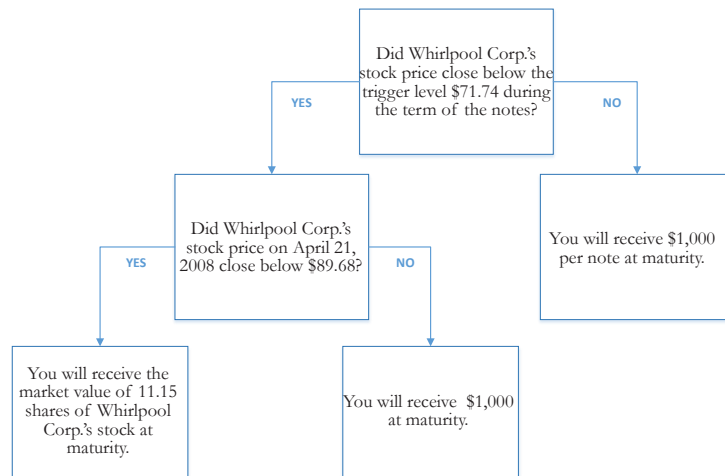 Did Whirlpool Corp.'s
stock price close below the
trigger level $71.74 during
the term of the notes?
YES
NO
Did Whirlpool Corp.'s
stock price on April 21,
2008 close below $89.68?
You will receive $1,000
per note at maturity.
YES
NO
You will receive the
market value of 11.15
shares of Whirlpool
Corp.'s stock at
maturity.
You will receive $1,000
at maturity.